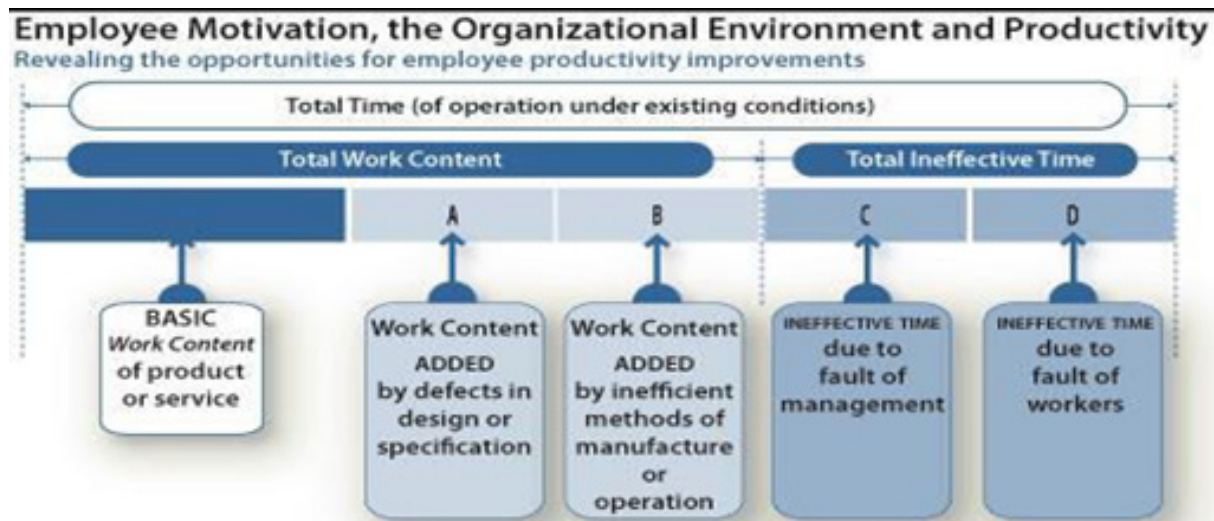 Employee Motivation, the Organizational Environment and Productivity
Revealing the opportunities for employee productivity improvements
Total Time (of operation under existing conditions)
Total Work Content
Total Ineffective Time
A
B
C
D
BASIC
Work Content
of product
or service
Work Content
ADDED
by defects in
design or
specification
Work Content
ADDED
by inefficient
methods of
manufacture
or
operation
INEFFECTIVE TIME
due to
fault of
management
INEFFECTIVE TIME
due to
fault of
workers